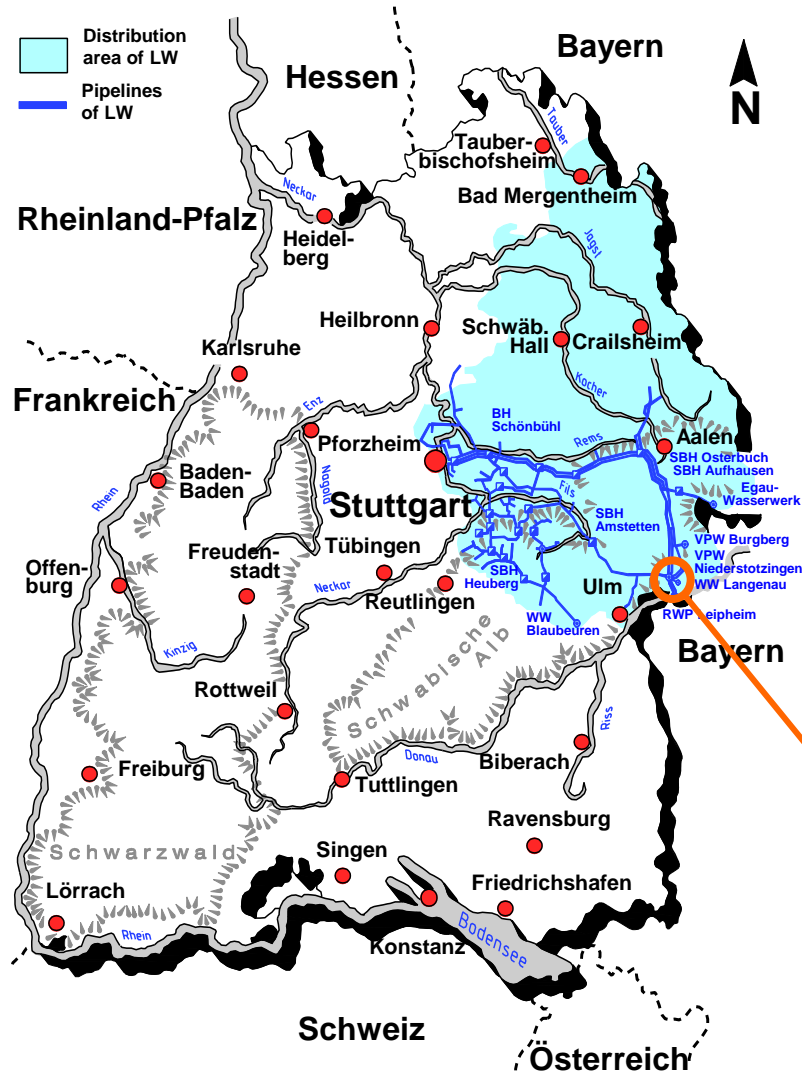 Distribution
area of LW
Pipelines
of LW
Hessen
Bayern
N
Tauber
Tauber-
bischofsheim
Bad Mergentheim
Neckar
Rheinland-Pfalz
Heidel-
berg
Jagst
Heilbronn
Schwäb.
Hall
Crailsheim
Karlsruhe
Kocher
Frankreich
Enz
BH
Schönbühl
Pforzheim
Rems
Aalen
SBH Osterbuch
SBH Aufhausen
Baden-
Baden
Nagold
Rhein
Stuttgart
Fils
Egau-
Wasserwerk
SBH
Amstetten
VPW Burgberg
VPW
Niederstotzingen
WW Langenau
Tübingen
Freuden-
stadt
Offen-
burg
Neckar
Reutlingen
SBH
Heuberg
Ulm
WW
Blaubeuren
RWP Leipheim
Kinzig
Bayern
Schwäbische
Alb
Rottweil
Riss
Donau
Biberach
Freiburg
Tuttlingen
Ravensburg
Schwarzwald
Singen
Friedrichshafen
Lörrach
Rhein
Konstanz
Bodensee
Schweiz
Österreich